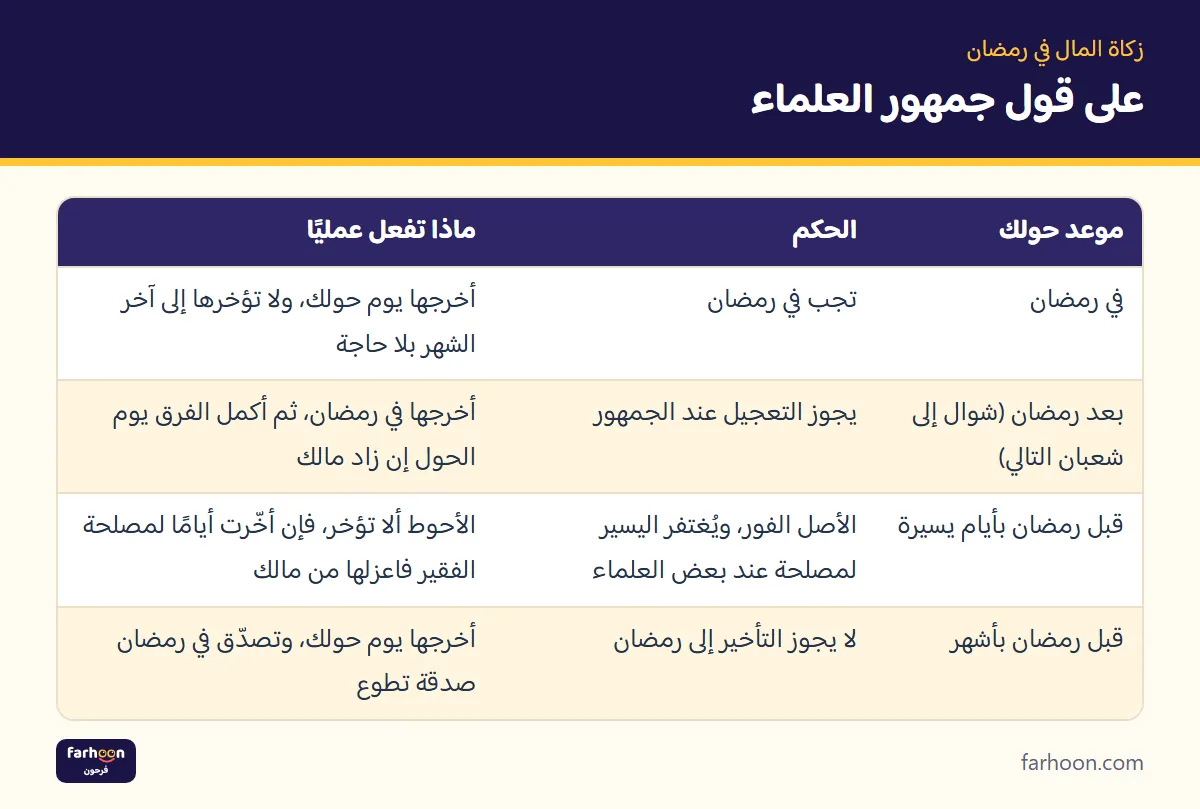 زكاة المال في رمضان
على قول جمهور العلماء
موعد حولك
الحكم
ماذا تفعل عمليًا
في رمضان
تجب في رمضان
أخرجها يوم حولك، ولا تؤخرها إلى آخر
الشهر بلا حاجة
بعد رمضان (شوال إلى
شعبان التالي)
يجوز التعجيل عند الجمهور
أخرجها في رمضان، ثم أكمل الفرق يوم
الحول إن زاد مالك
قبل رمضان بأيام يسيرة
الأصل الفور، ويُغتفر اليسير
لمصلحة عند بعض العلماء
الأحوط ألا تؤخر، فإن أخّرت أيامًا لمصلحة
الفقير فاعزلها من مالك
قبل رمضان بأشهر
لا يجوز التأخير إلى رمضان
أخرجها يوم حولك، وتصدّق في رمضان
صدقة تطوع
farhoon.com
farhoon
فرحون